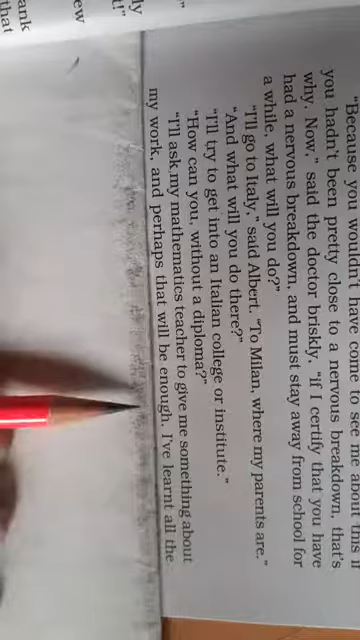 "Because you wouldn't have come to see me about this if
you hadn't been pretty close to a nervous breakdown, that's
why. Now," said the doctor briskly, "if I certify that you have
had a nervous breakdown, and must stay away from school for
a while, what will you do?"
"I'll go to Italy," said Albert. "To Milan, where my parents are."
"And what will you do there?"
"I'll try to get into an Italian college or institute."
"How can you, without a diploma?"
"I'll ask my mathematics teacher to give me something about
my work, and perhaps that will be enough. I've learnt all the